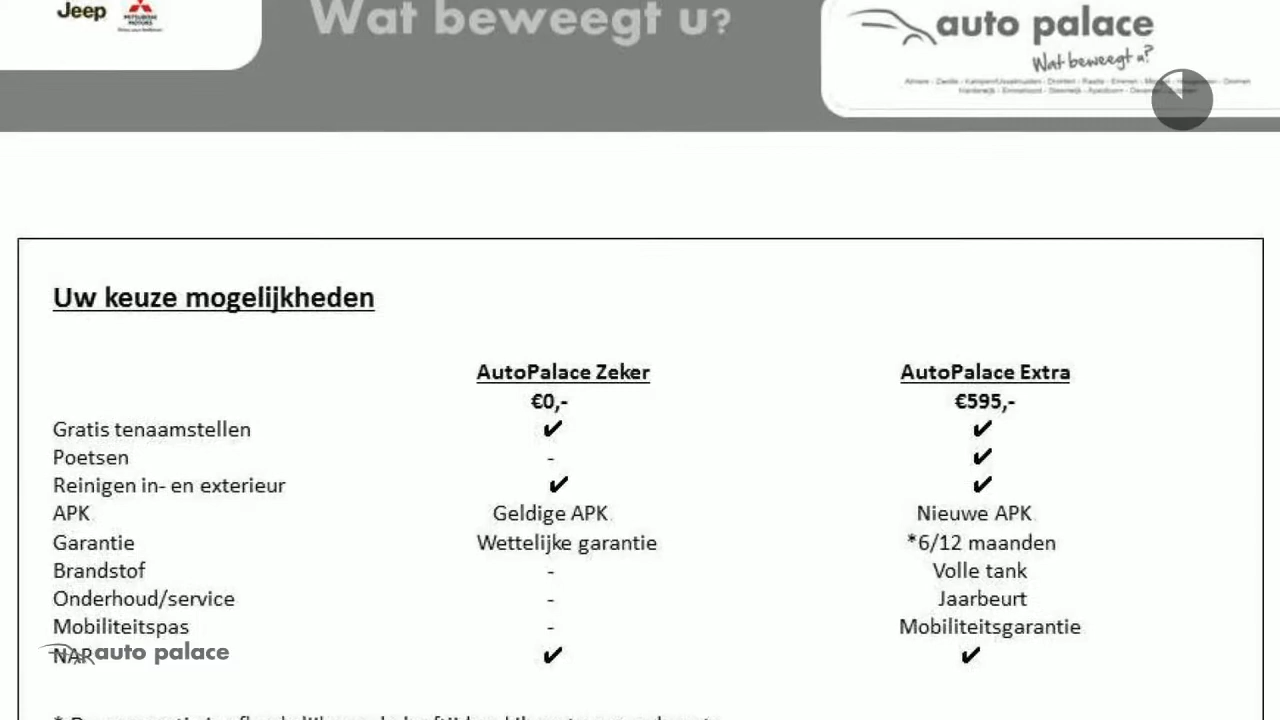 Jeep
MITSUBISHI
MOTORS
Wat beweegt u?
auto palace
Wat beweegt u?
Uw keuze mogelijkheden
AutoPalace Zeker AutoPalace Extra
€0,- €595,-
Gratis tenaamstellen ✔ ✔
Poetsen - ✔
Reinigen in- en exterieur ✔ ✔
APK Geldige APK Nieuwe APK
Garantie Wettelijke garantie *6/12 maanden
Brandstof - Volle tank
Onderhoud/service - Jaarbeurt
Mobiliteitspas - Mobiliteitsgarantie
NAP ✔ ✔
auto palace